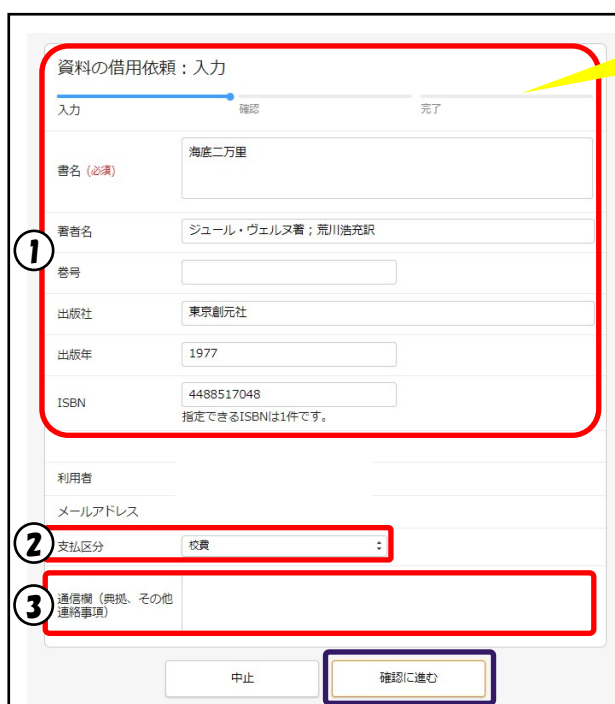 資料の借用依頼：入力
入力 確認 完了
書名 (必須) 海底二万里
①
著者名 ジュール・ヴェルヌ著 ; 荒川浩充訳
巻号
出版社 東京創元社
出版年 1977
ISBN 4488517048
指定できるISBNは1件です。
利用者
メールアドレス
② 支払区分 校費
③ 通信欄（典拠、その他
連絡事項）
中止 確認に進む